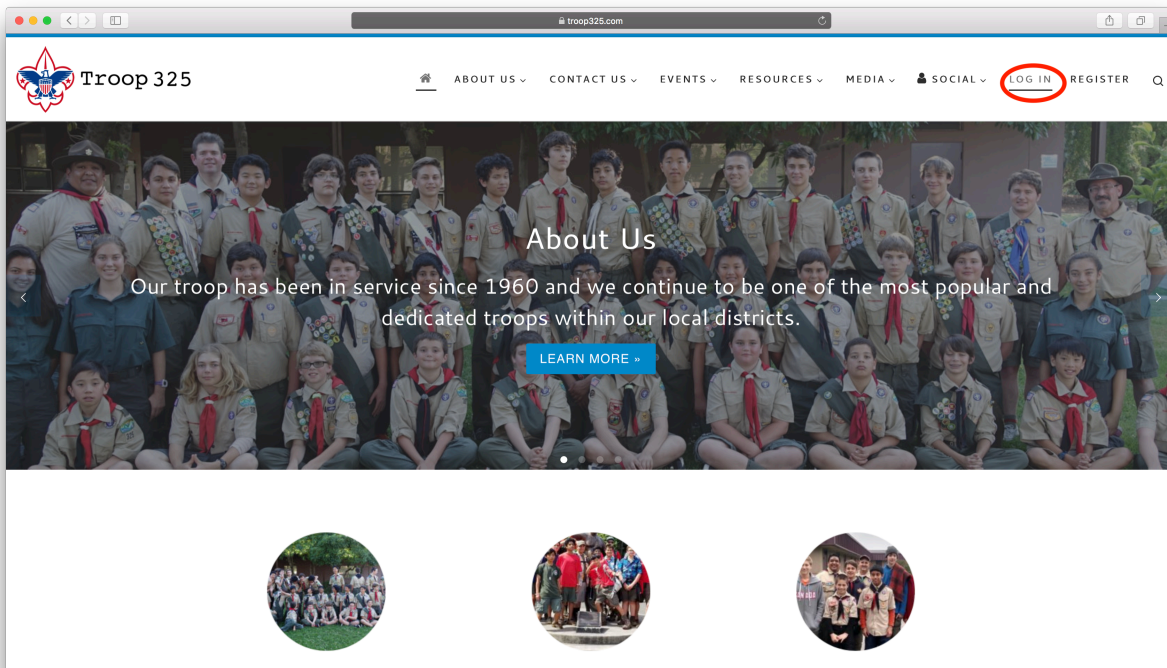 troop325.com
Troop 325
ABOUT US CONTACT US EVENTS RESOURCES MEDIA SOCIAL LOG IN REGISTER
About Us
Our troop has been in service since 1960 and we continue to be one of the most popular and
dedicated troops within our local districts.
LEARN MORE »